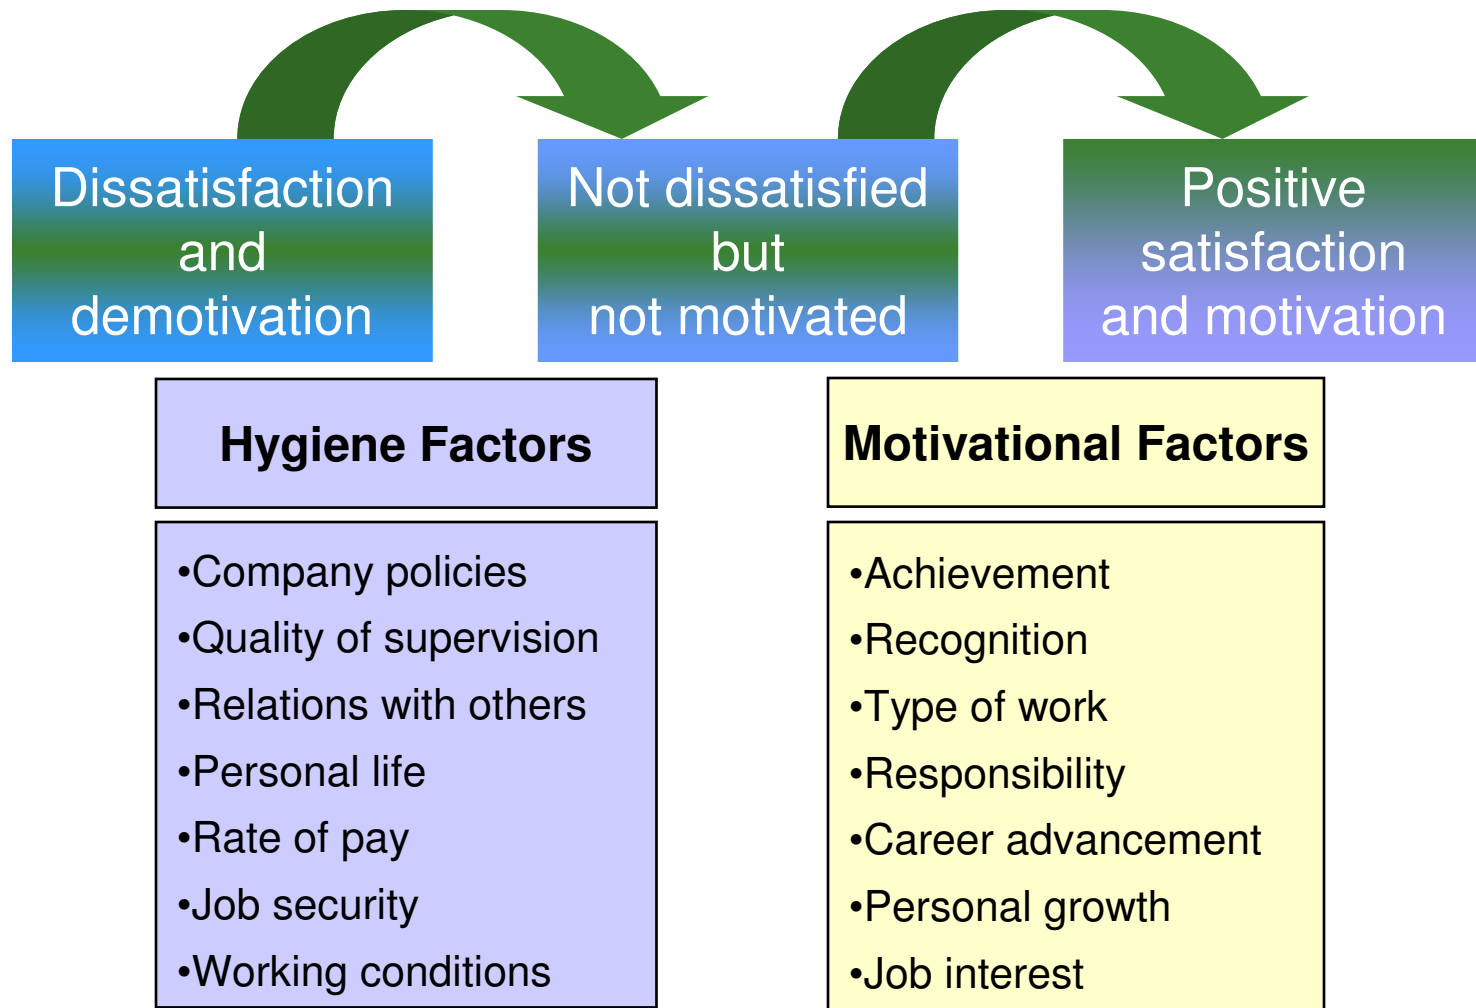 Dissatisfaction
and
demotivation
Not dissatisfied
but
not motivated
Positive
satisfaction
and motivation
Hygiene Factors
•Company policies
•Quality of supervision
•Relations with others
•Personal life
•Rate of pay
•Job security
•Working conditions
Motivational Factors
•Achievement
•Recognition
•Type of work
•Responsibility
•Career advancement
•Personal growth
•Job interest